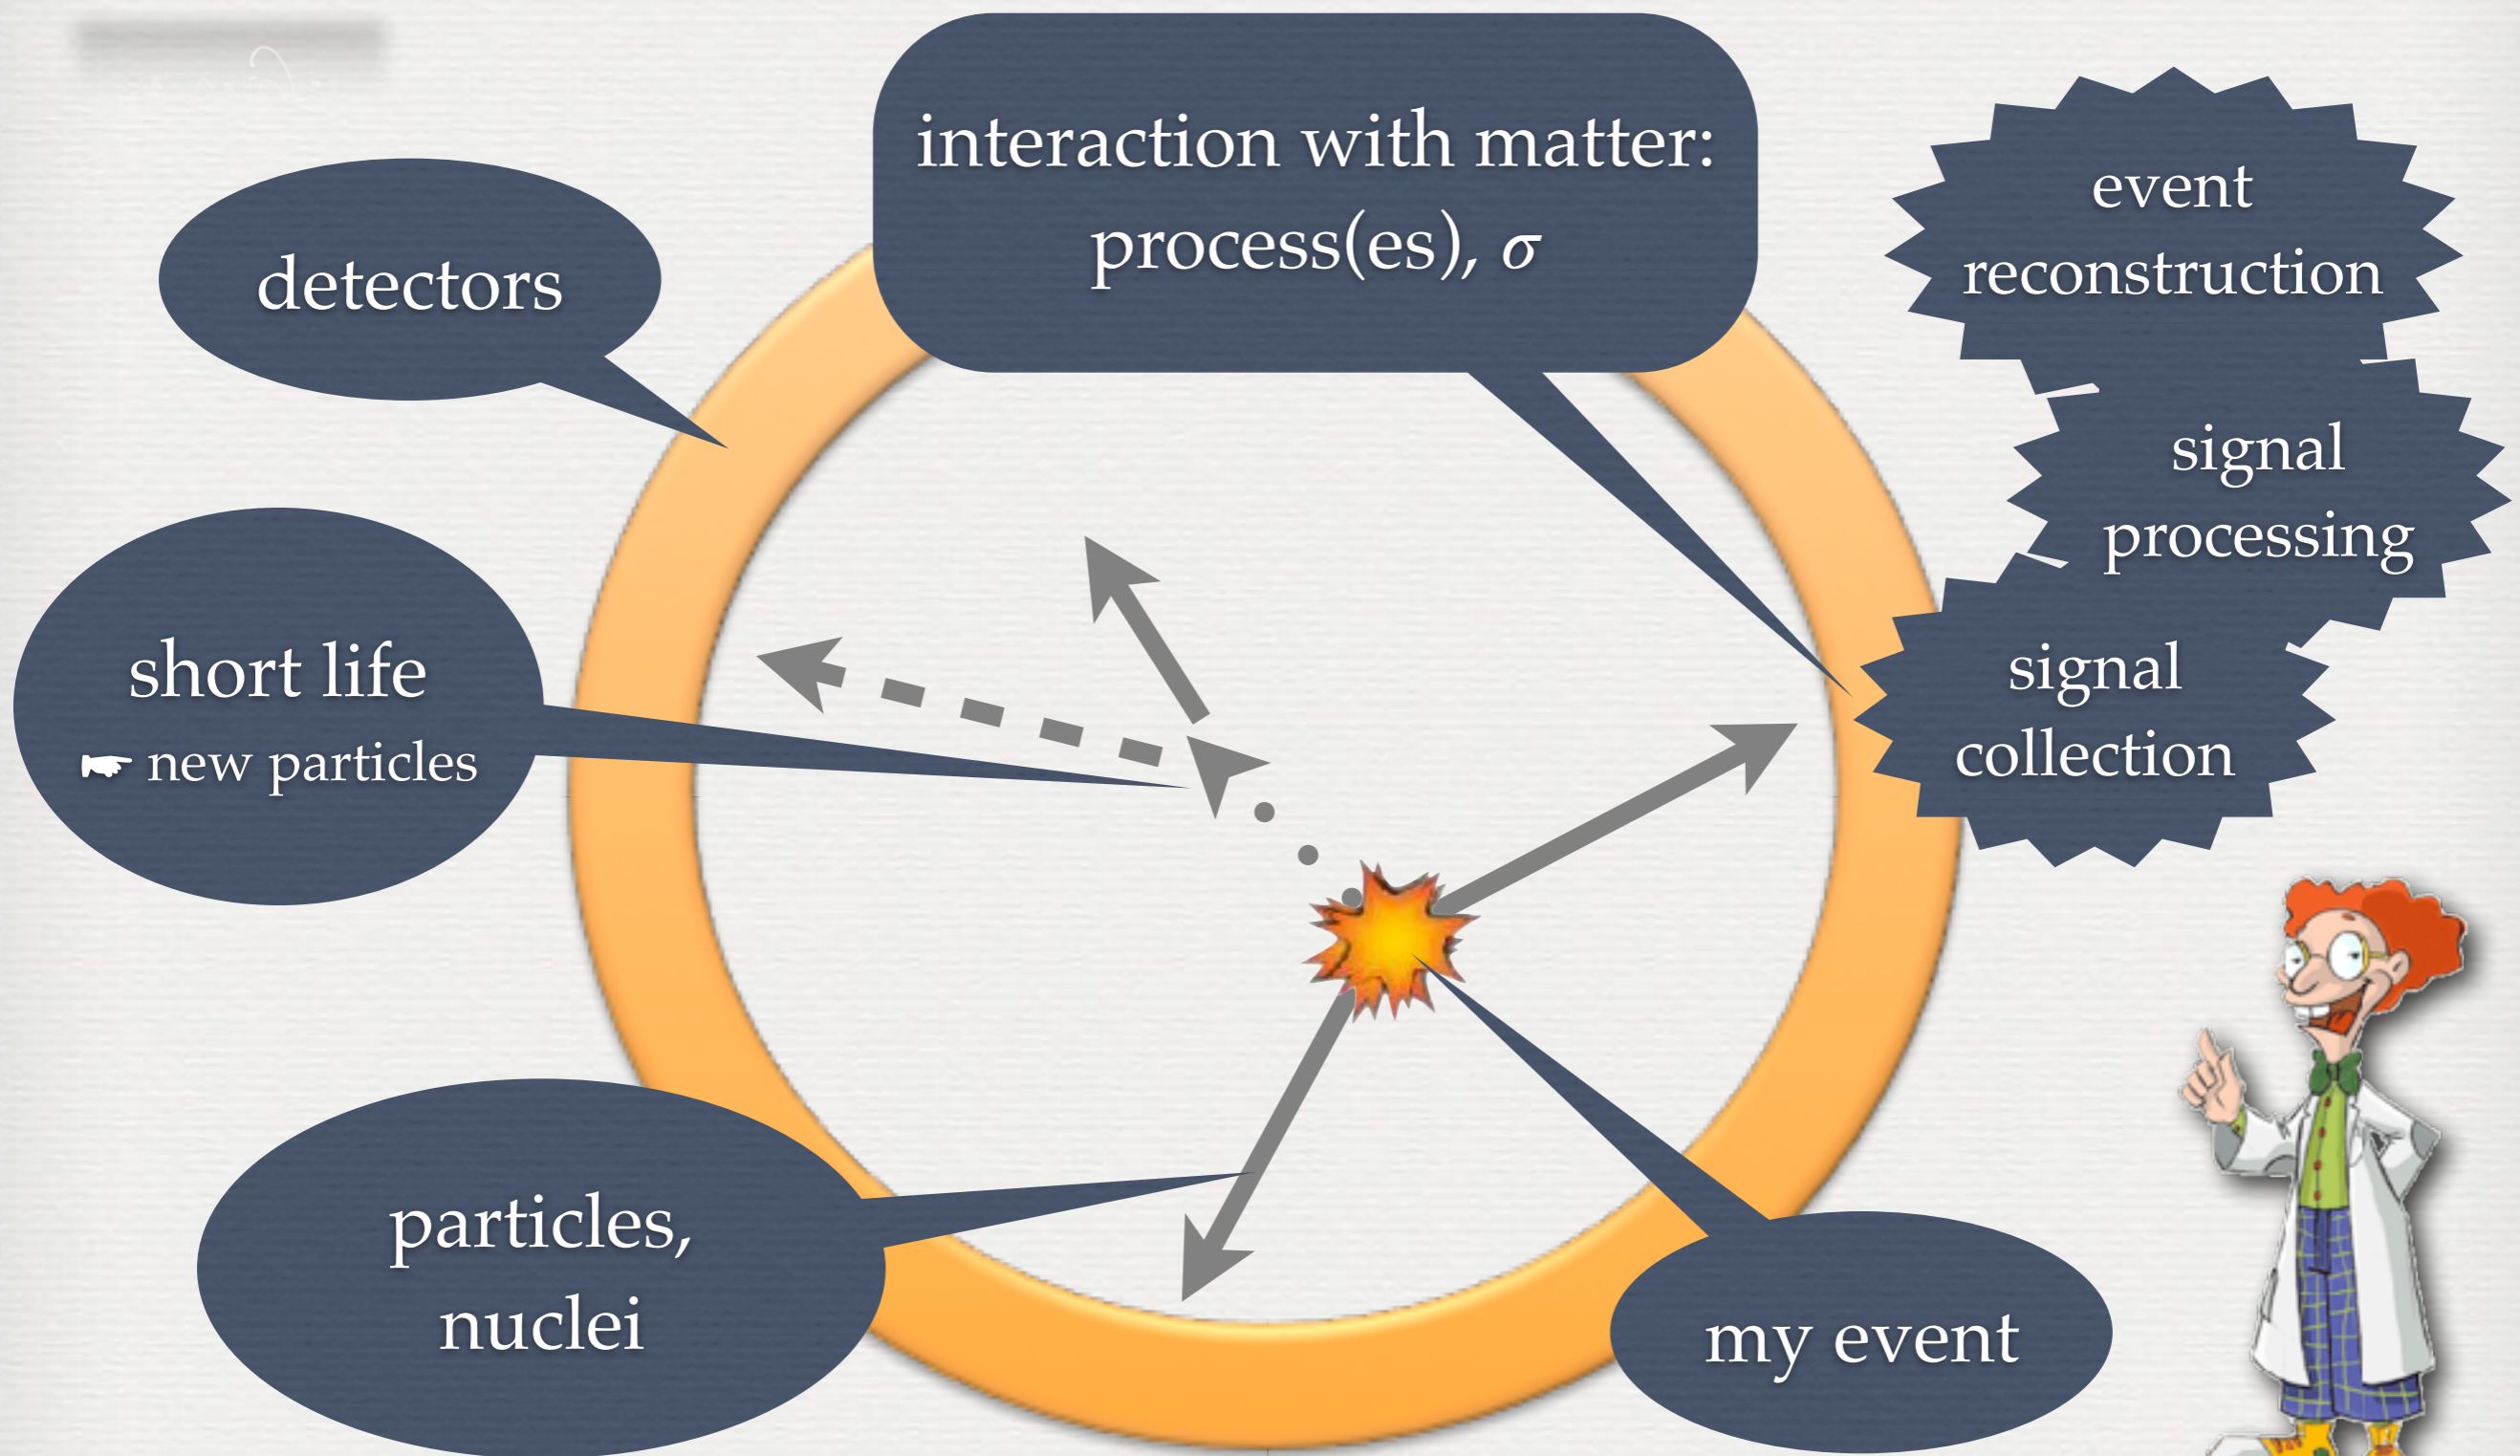 interaction with matter:
process(es), σ
detectors
event
reconstruction
signal
processing
short life
☛ new particles
signal
collection
particles,
nuclei
my event